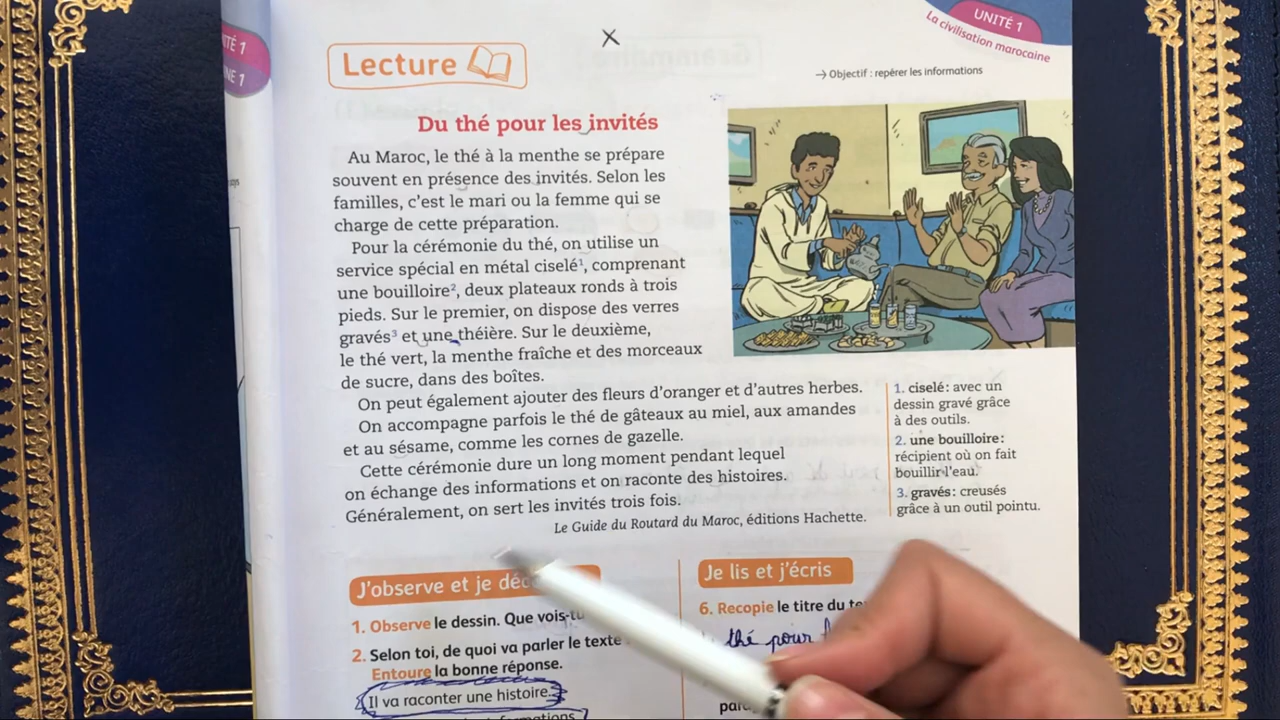 UNITÉ 1
La civilisation marocaine
Lecture
→ Objectif : repérer les informations
Du thé pour les invités
Au Maroc, le thé à la menthe se prépare
souvent en présence des invités. Selon les
familles, c'est le mari ou la femme qui se
charge de cette préparation.
Pour la cérémonie du thé, on utilise un
service spécial en métal ciselé¹, comprenant
une bouilloire², deux plateaux ronds à trois
pieds. Sur le premier, on dispose des verres
gravés³ et une théière. Sur le deuxième,
le thé vert, la menthe fraîche et des morceaux
de sucre, dans des boîtes.
On peut également ajouter des fleurs d'oranger et d'autres herbes.
On accompagne parfois le thé de gâteaux au miel, aux amandes
et au sésame, comme les cornes de gazelle.
Cette cérémonie dure un long moment pendant lequel
on échange des informations et on raconte des histoires.
Généralement, on sert les invités trois fois.
Le Guide du Routard du Maroc, éditions Hachette.
1. ciselé : avec un
dessin gravé grâce
à des outils.
2. une bouilloire :
récipient où on fait
bouillir l'eau.
3. gravés : creusés
grâce à un outil pointu.
J'observe et je
1. Observe le dessin. Que vois-tu
2. Selon toi, de quoi va parler le texte
Entoure la bonne réponse.
Il va raconter une histoire.
Je lis et j'écris
6. Recopie le titre du
thé pour